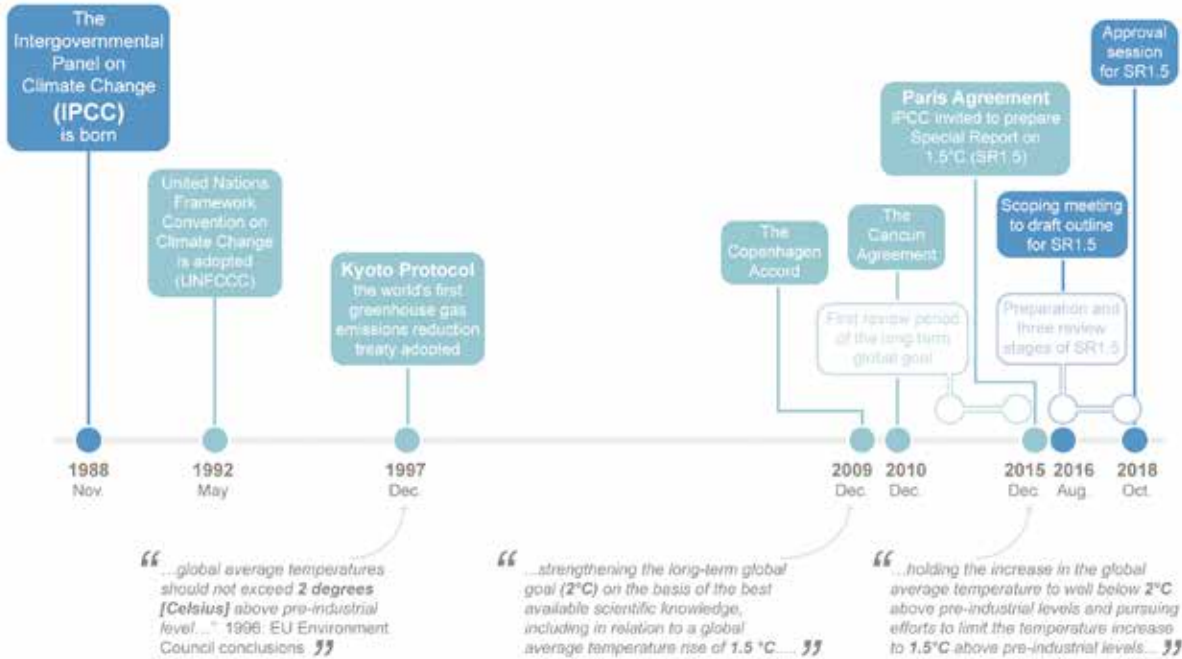 The
Intergovernmental
Panel on
Climate Change
(IPCC)
is born
United Nations
Framework
Convention on
Climate Change
is adopted
(UNFCCC)
Kyoto Protocol
the world's first
greenhouse gas
emissions reduction
treaty adopted
The
Copenhagen
Accord
The
Cancun
Agreement
First review period
of the long term
global goal
Paris Agreement
IPCC invited to prepare
Special Report on
1.5°C (SR1.5)
Scoping meeting
to draft outline
for SR1.5
Preparation and
three review
stages of SR1.5
Approval
session
for SR1.5
1988
Nov.
1992
May
1997
Dec.
2009
Dec.
2010
Dec.
2015
Dec.
2016
Aug.
2018
Oct.
“ ...global average temperatures
should not exceed 2 degrees
[Celsius] above pre-industrial
level..." 1996: EU Environment
Council conclusions ”
“ ...strengthening the long-term global
goal (2°C) on the basis of the best
available scientific knowledge,
including in relation to a global
average temperature rise of 1.5 °C.... ”
“ ...holding the increase in the global
average temperature to well below 2°C
above pre-industrial levels and pursuing
efforts to limit the temperature increase
to 1.5°C above pre-industrial levels... ”